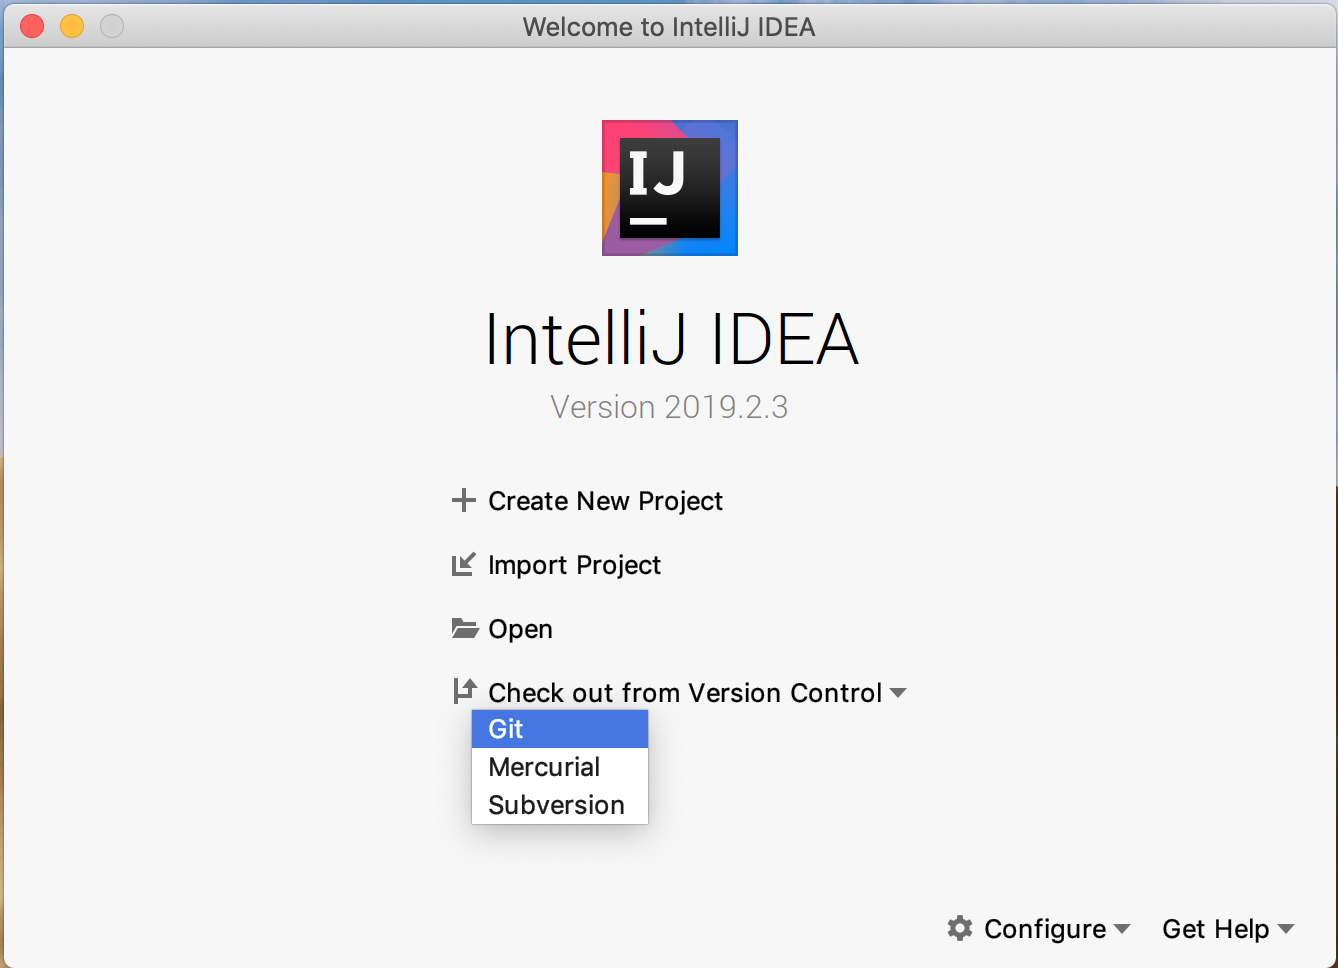 Welcome to IntelliJ IDEA
IJ
IntelliJ IDEA
Version 2019.2.3
Create New Project
Import Project
Open
Check out from Version Control
Git
Mercurial
Subversion
Configure
Get Help